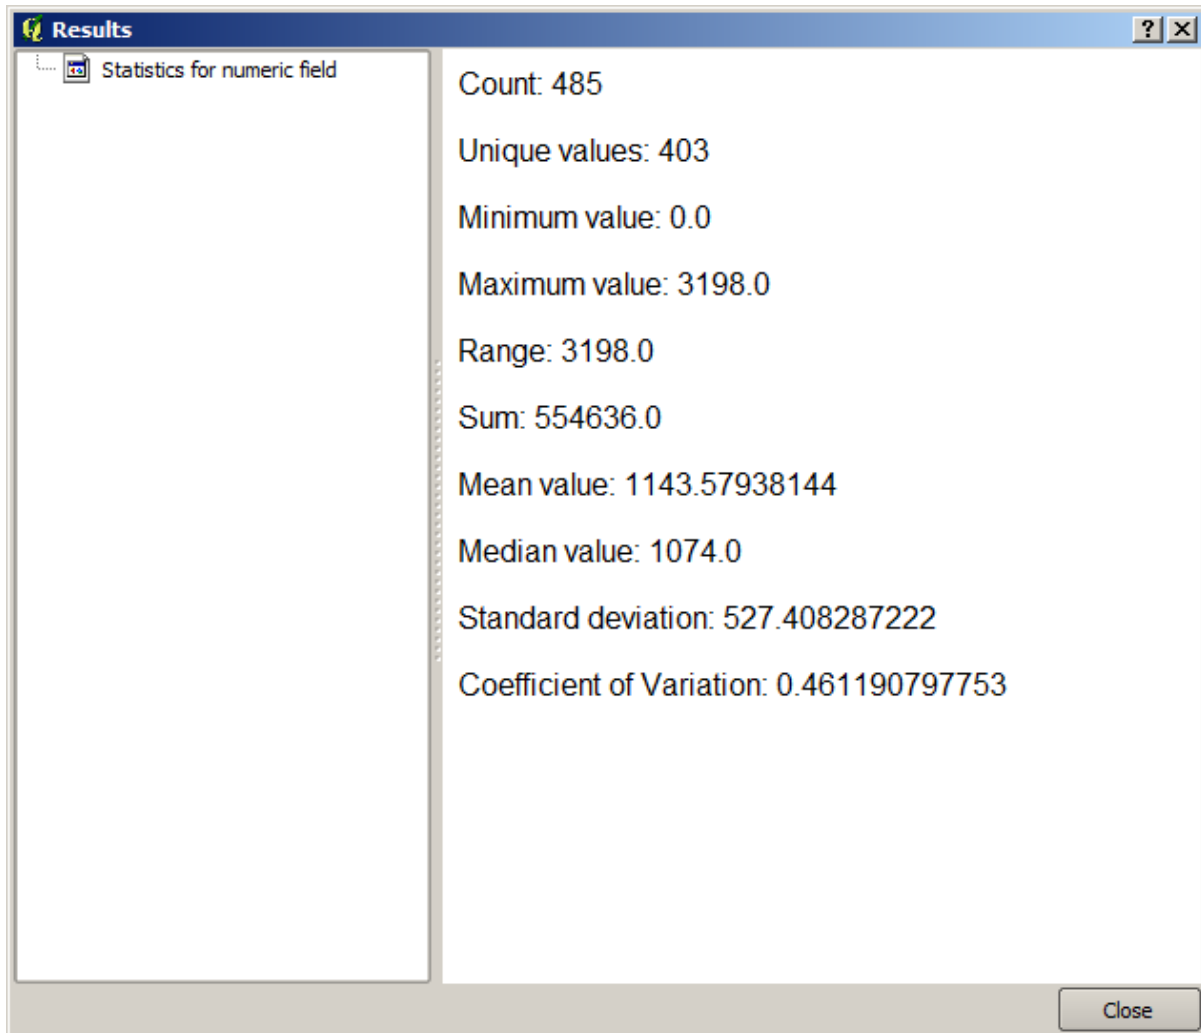 Results
Statistics for numeric field
Count: 485
Unique values: 403
Minimum value: 0.0
Maximum value: 3198.0
Range: 3198.0
Sum: 554636.0
Mean value: 1143.57938144
Median value: 1074.0
Standard deviation: 527.408287222
Coefficient of Variation: 0.461190797753
Close